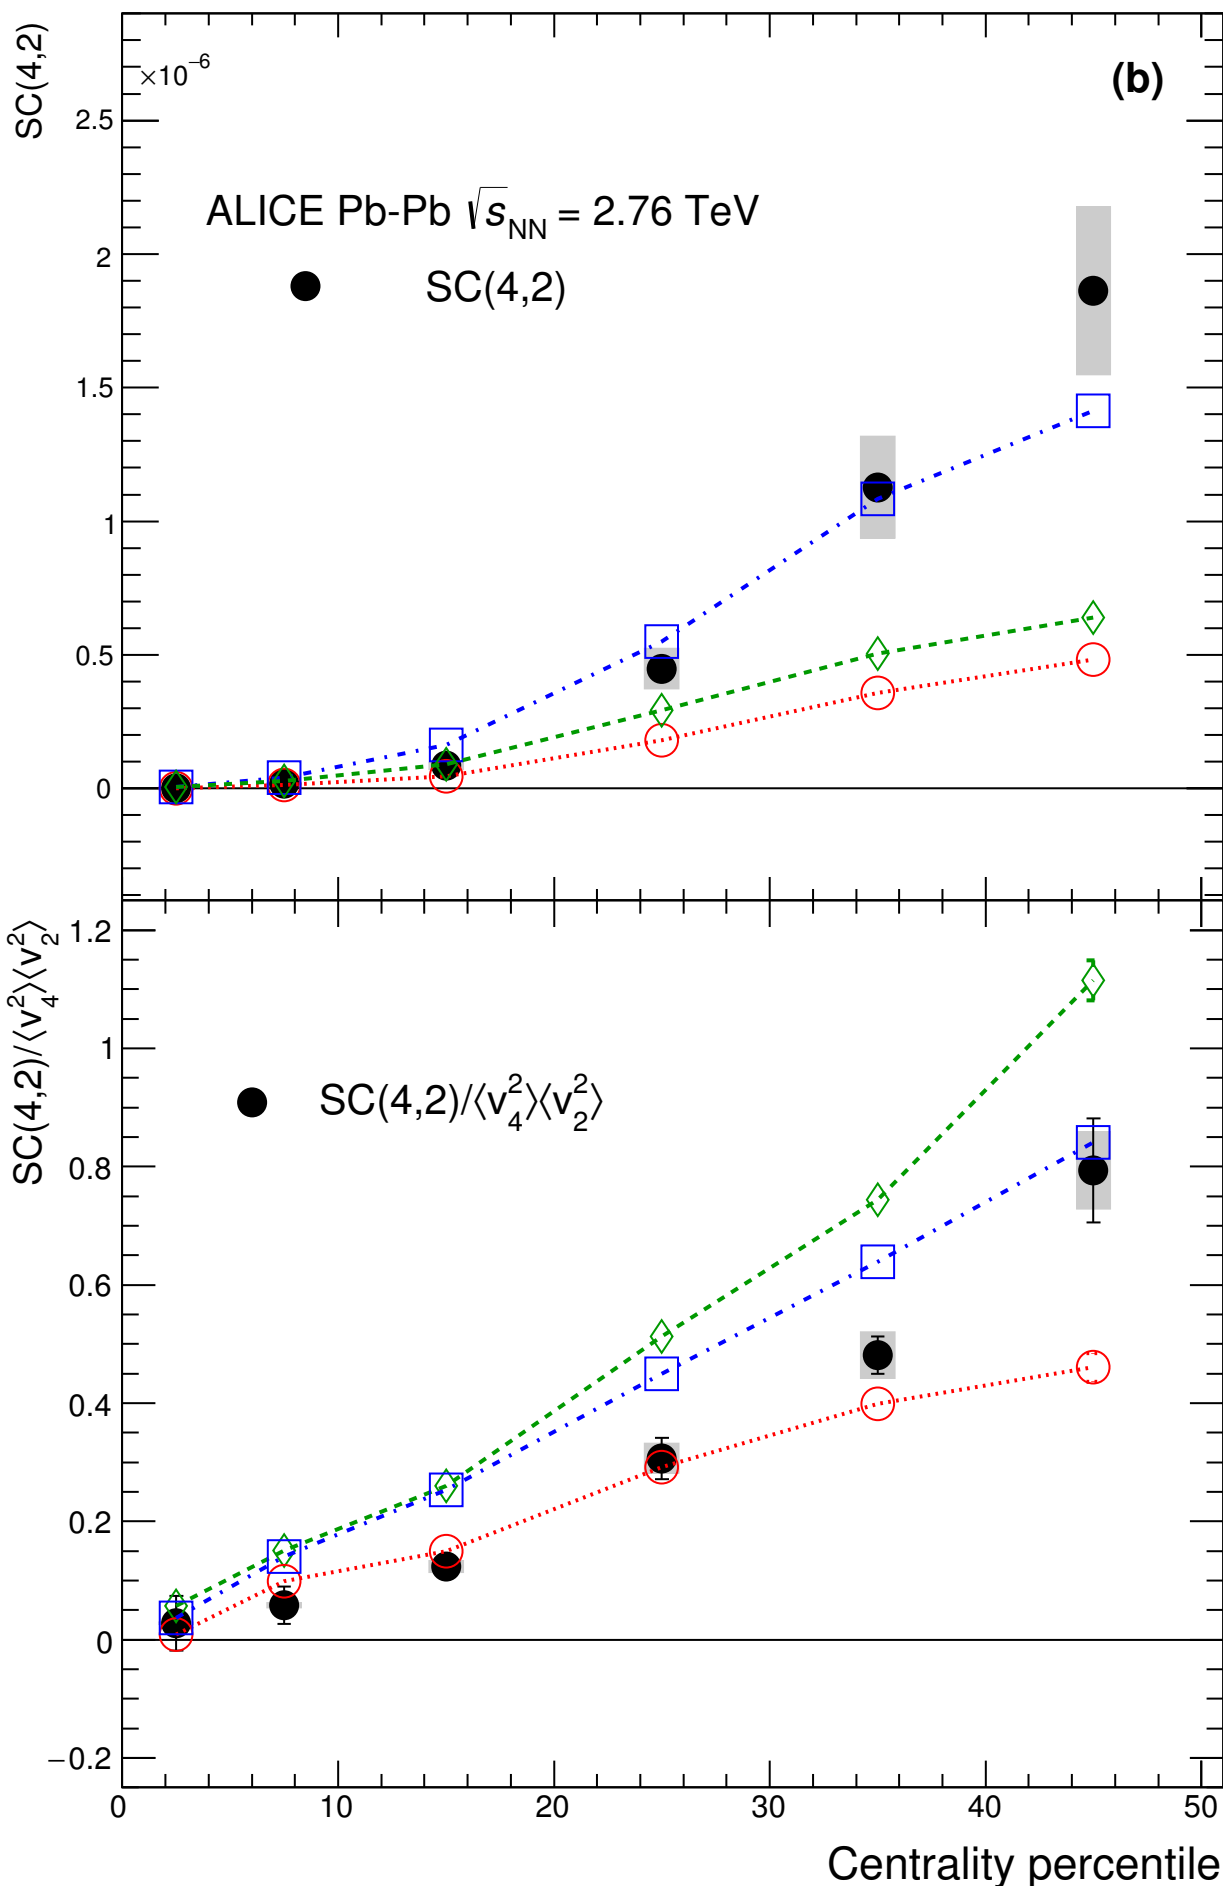 SC(4,2)
×10⁻⁶
(b)
2.5
ALICE Pb-Pb √s_NN = 2.76 TeV
2
SC(4,2)
1.5
1
0.5
0
SC(4,2)/⟨v₄²⟩⟨v₂²⟩
1.2
1
SC(4,2)/⟨v₄²⟩⟨v₂²⟩
0.8
0.6
0.4
0.2
0
−0.2
0 10 20 30 40 50
Centrality percentile